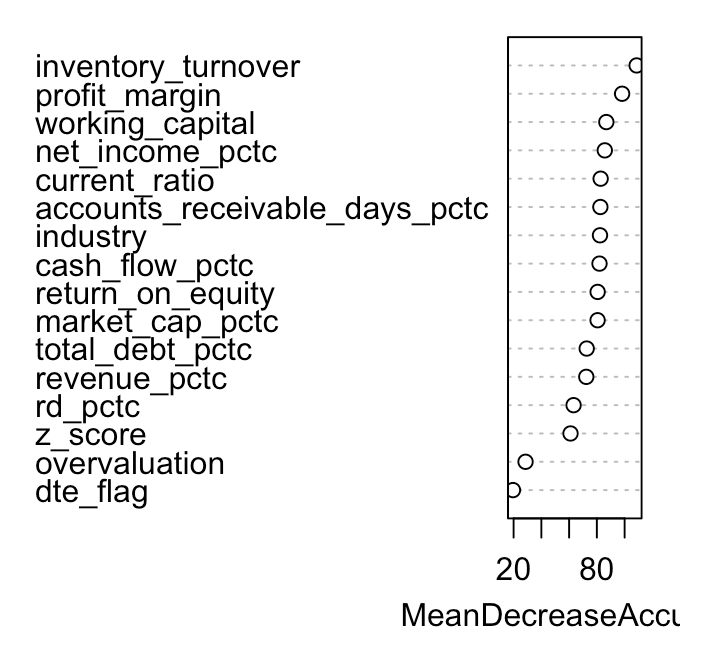 inventory_turnover
profit_margin
working_capital
net_income_pctc
current_ratio
accounts_receivable_days_pctc
industry
cash_flow_pctc
return_on_equity
market_cap_pctc
total_debt_pctc
revenue_pctc
rd_pctc
z_score
overvaluation
dte_flag
20 80
MeanDecreaseAccu